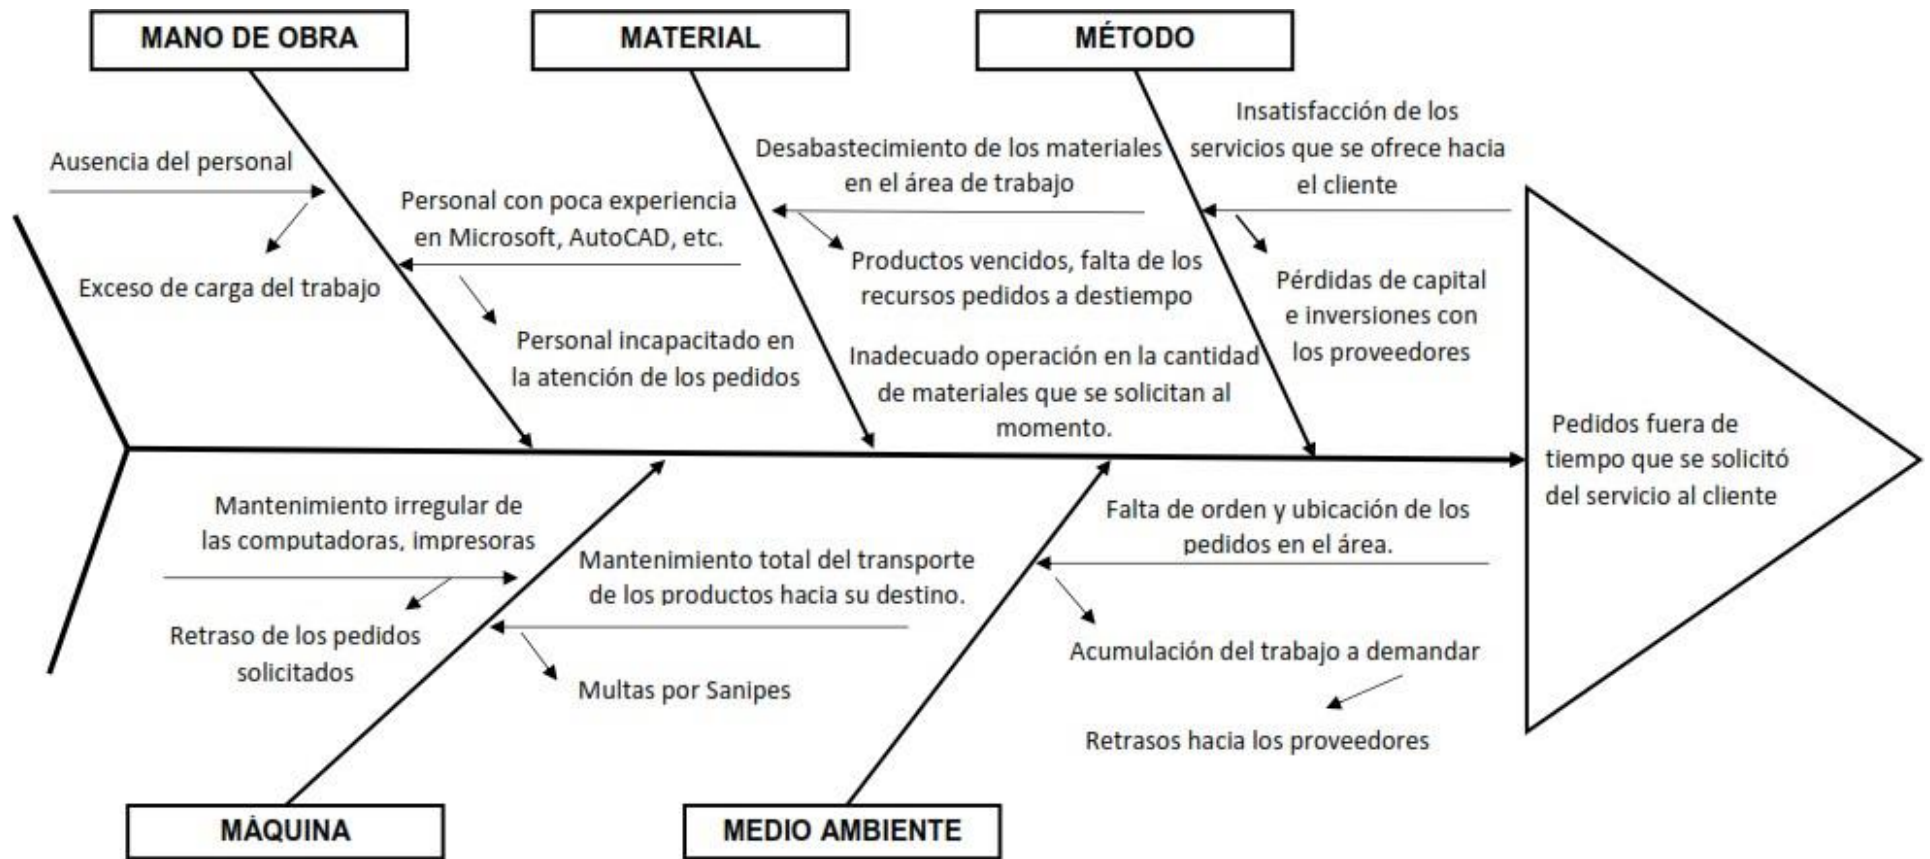 MANO DE OBRA
MATERIAL
MÉTODO
Ausencia del personal
Exceso de carga del trabajo
Personal con poca experiencia
en Microsoft, AutoCAD, etc.
Personal incapacitado en
la atención de los pedidos
Desabastecimiento de los materiales
en el área de trabajo
Productos vencidos, falta de los
recursos pedidos a destiempo
Inadecuado operación en la cantidad
de materiales que se solicitan al
momento.
Insatisfacción de los
servicios que se ofrece hacia
el cliente
Pérdidas de capital
e inversiones con
los proveedores
Pedidos fuera de
tiempo que se solicitó
del servicio al cliente
Mantenimiento irregular de
las computadoras, impresoras
Retraso de los pedidos
solicitados
Mantenimiento total del transporte
de los productos hacia su destino.
Multas por Sanipes
Falta de orden y ubicación de los
pedidos en el área.
Acumulación del trabajo a demandar
Retrasos hacia los proveedores
MÁQUINA
MEDIO AMBIENTE